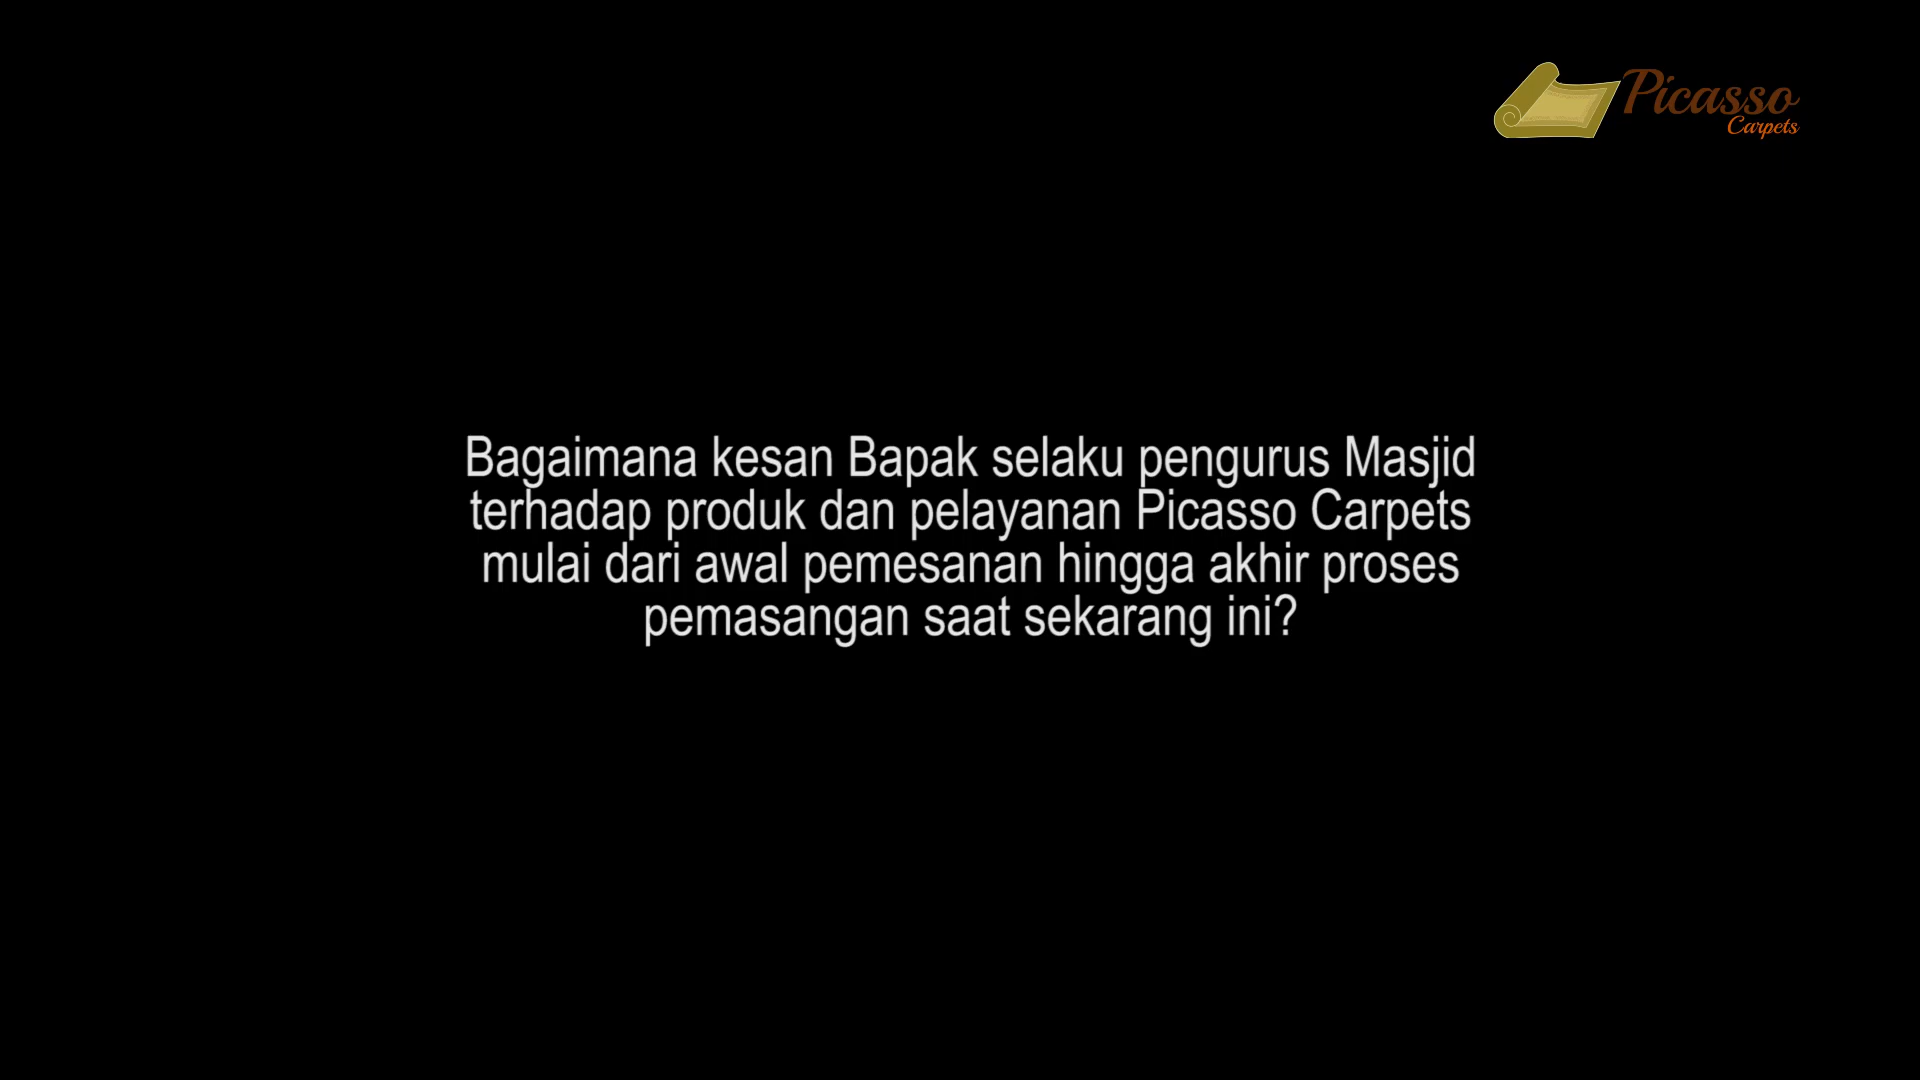 Picasso
Carpets
Bagaimana kesan Bapak selaku pengurus Masjid
terhadap produk dan pelayanan Picasso Carpets
mulai dari awal pemesanan hingga akhir proses
pemasangan saat sekarang ini?